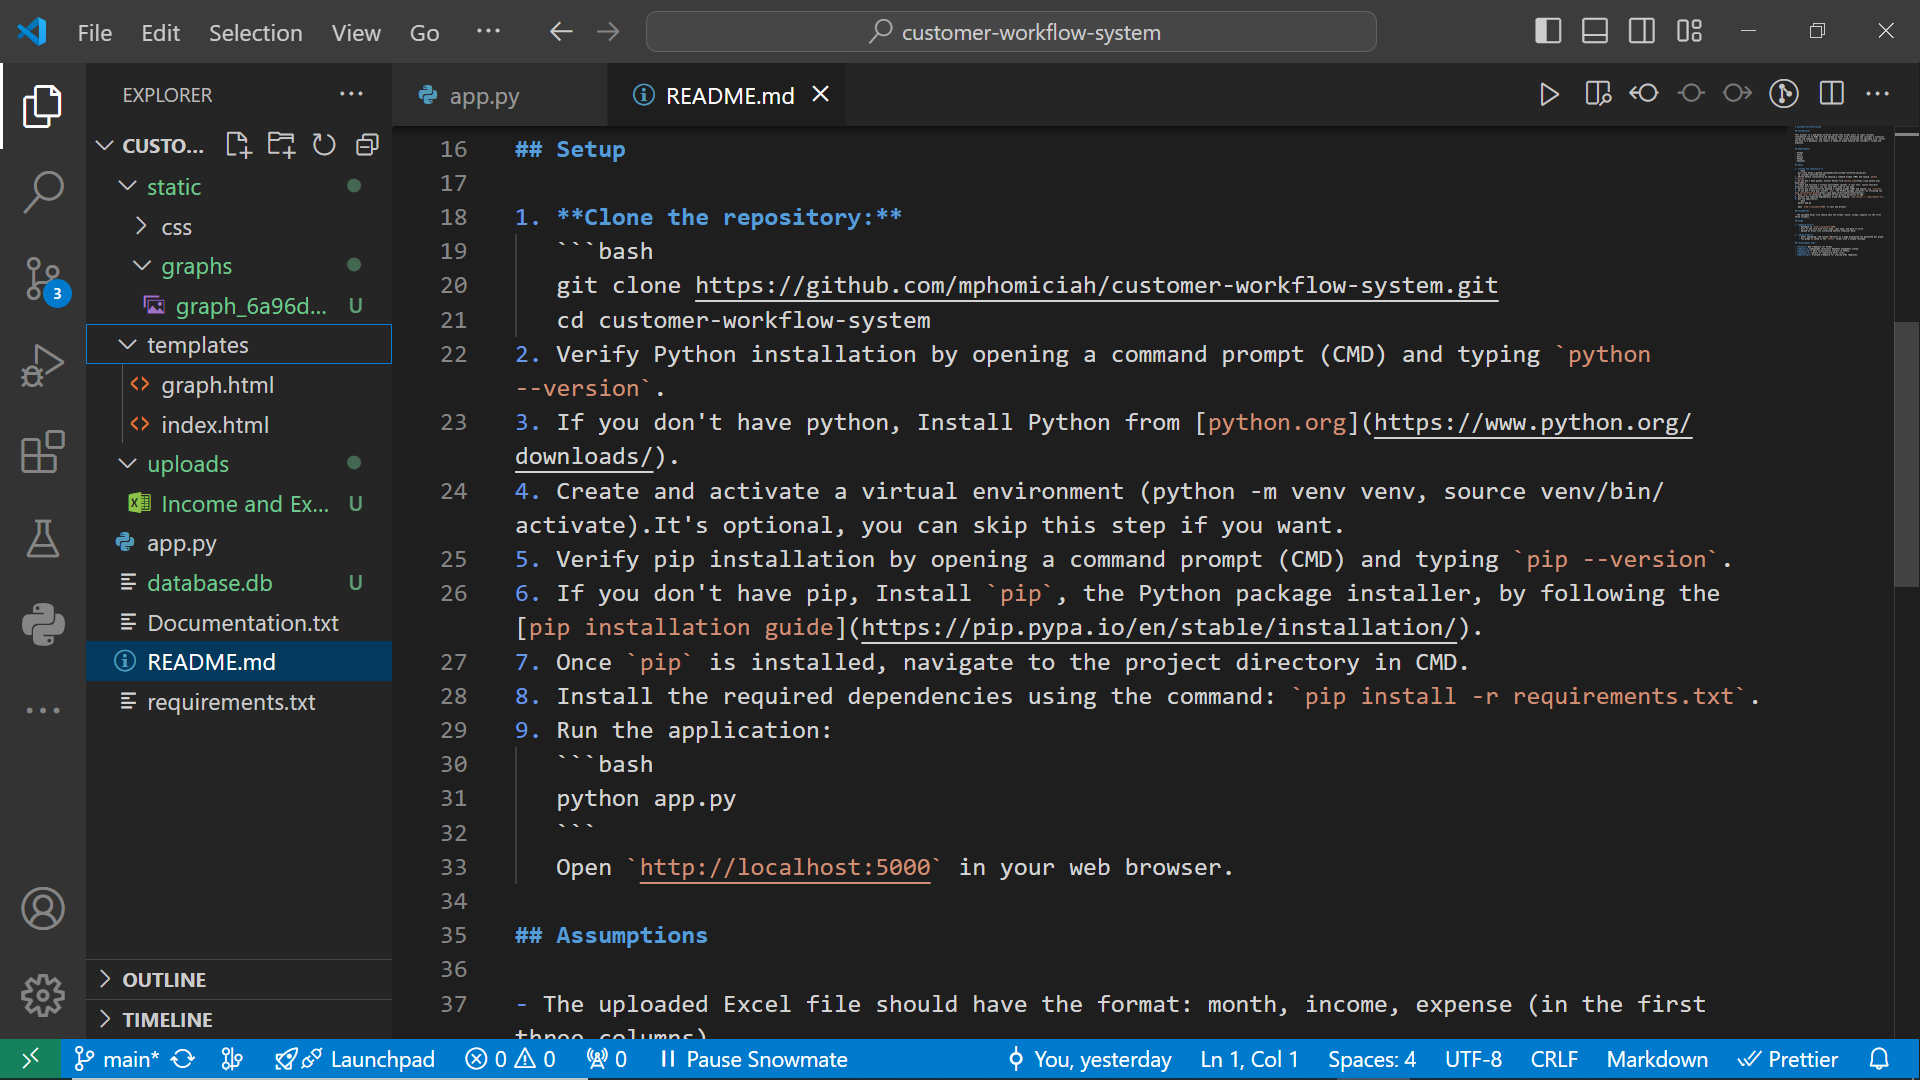 File Edit Selection View Go ··· customer-workflow-system
EXPLORER ···
CUSTO...
static
css
graphs
graph_6a96d... U
templates
graph.html
index.html
uploads
Income and Ex... U
app.py
database.db U
Documentation.txt
README.md
requirements.txt
OUTLINE
TIMELINE
3
app.py README.md
16 ## Setup
17
18 1. **Clone the repository:**
19 ```bash
20 git clone https://github.com/mphomiciah/customer-workflow-system.git
21 cd customer-workflow-system
22 2. Verify Python installation by opening a command prompt (CMD) and typing `python
--version`.
23 3. If you don't have python, Install Python from [python.org](https://www.python.org/
downloads/).
24 4. Create and activate a virtual environment (python -m venv venv, source venv/bin/
activate).It's optional, you can skip this step if you want.
25 5. Verify pip installation by opening a command prompt (CMD) and typing `pip --version`.
26 6. If you don't have pip, Install `pip`, the Python package installer, by following the
[pip installation guide](https://pip.pypa.io/en/stable/installation/).
27 7. Once `pip` is installed, navigate to the project directory in CMD.
28 8. Install the required dependencies using the command: `pip install -r requirements.txt`.
29 9. Run the application:
30 ```bash
31 python app.py
32 ```
33 Open `http://localhost:5000` in your web browser.
34
35 ## Assumptions
36
37 - The uploaded Excel file should have the format: month, income, expense (in the first
three columns)
main* Launchpad 0 0 0 Pause Snowmate You, yesterday Ln 1, Col 1 Spaces: 4 UTF-8 CRLF Markdown Prettier